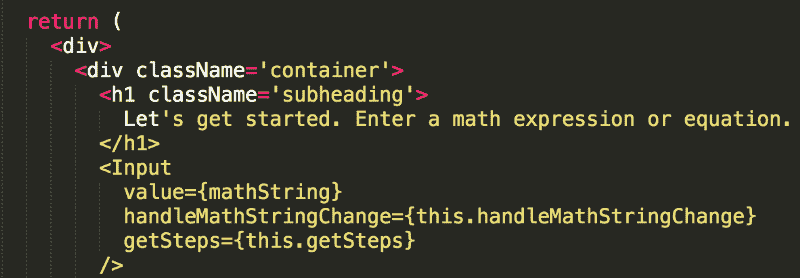 return (
<div>
<div className='container'>
<h1 className='subheading'>
Let's get started. Enter a math expression or equation.
</h1>
<Input
value={mathString}
handleMathStringChange={this.handleMathStringChange}
getSteps={this.getSteps}
/>